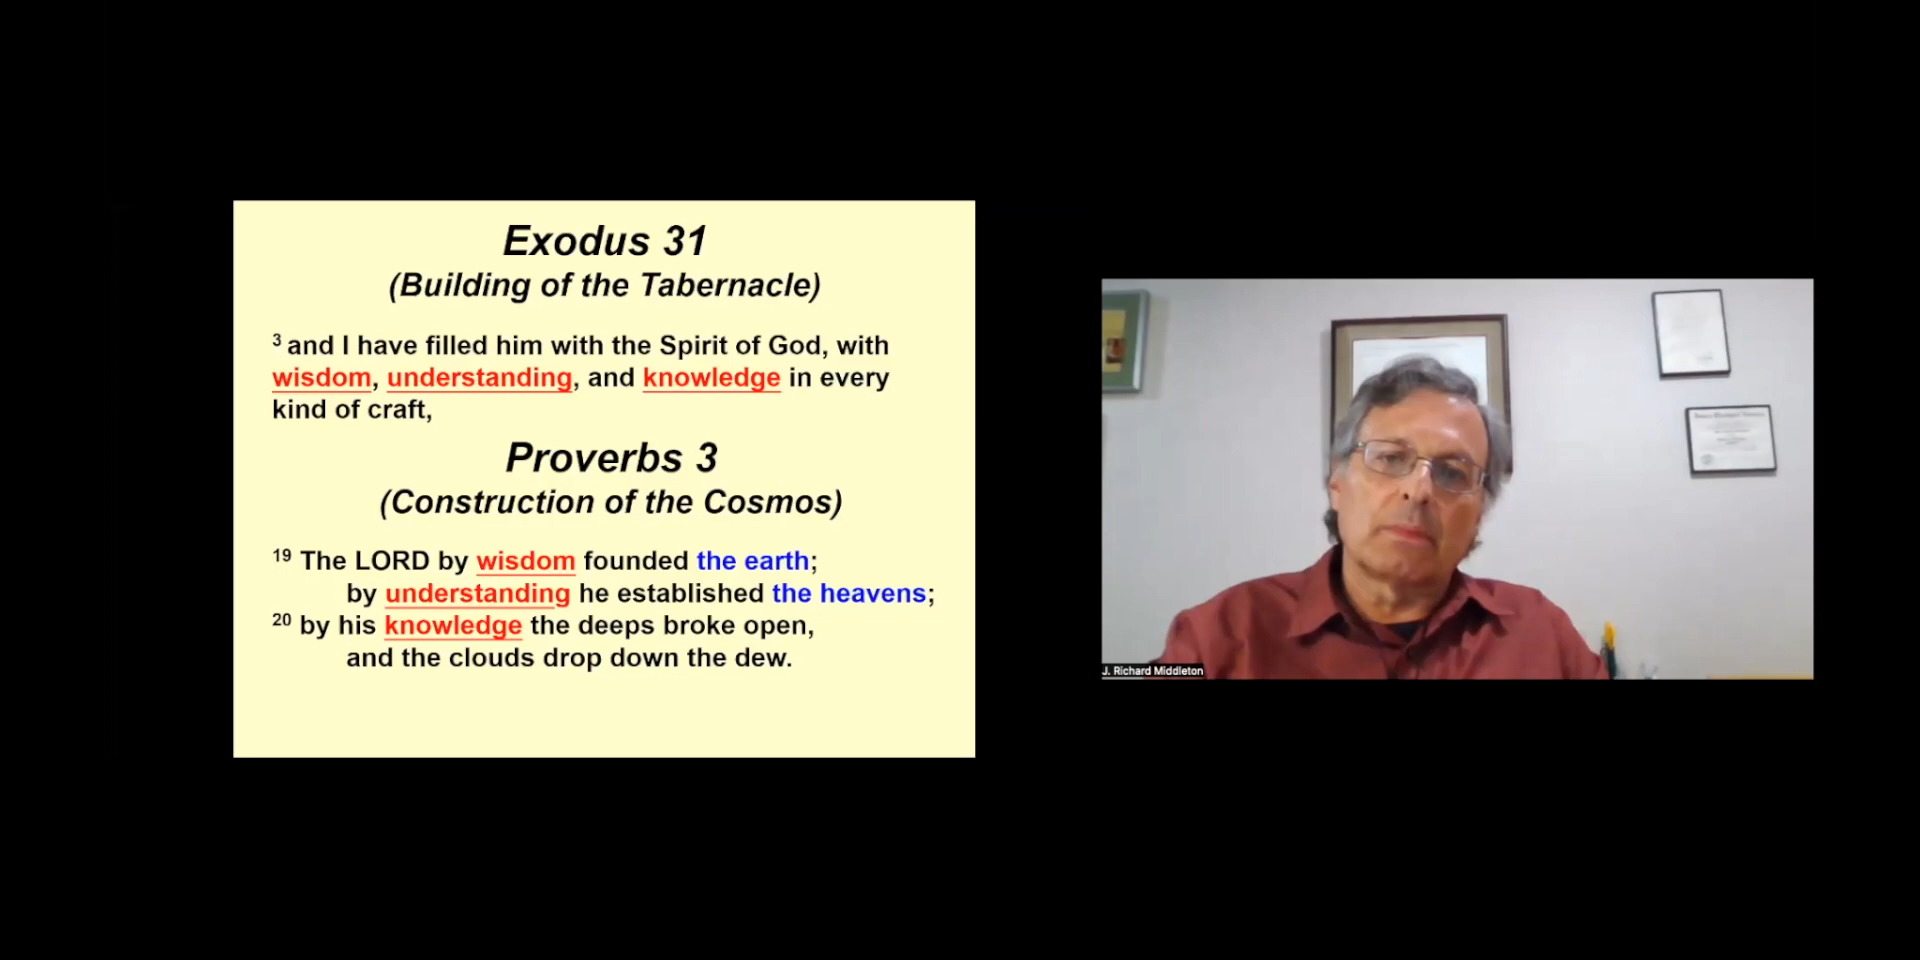 Exodus 31
(Building of the Tabernacle)
3 and I have filled him with the Spirit of God, with
wisdom, understanding, and knowledge in every
kind of craft,
Proverbs 3
(Construction of the Cosmos)
19 The LORD by wisdom founded the earth;
by understanding he established the heavens;
20 by his knowledge the deeps broke open,
and the clouds drop down the dew.
J. Richard Middleton